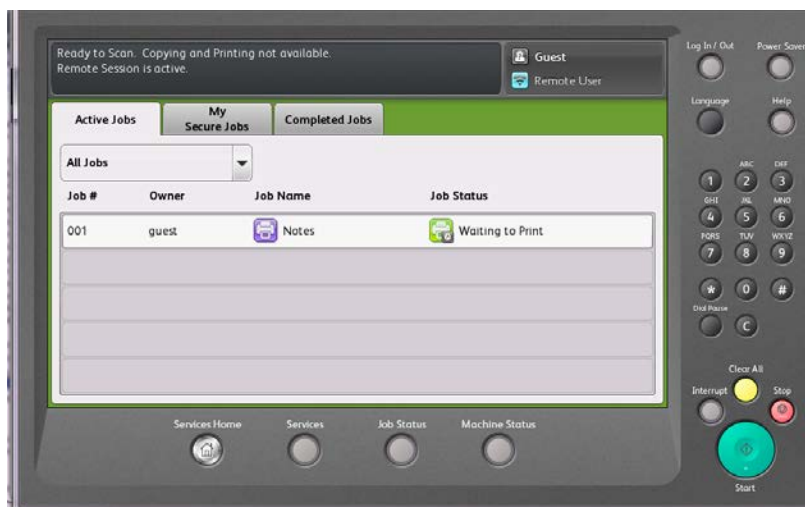 Ready to Scan. Copying and Printing not available.
Remote Session is active.
Guest
Remote User
Active Jobs
My
Secure Jobs
Completed Jobs
All Jobs
Job #  Owner  Job Name  Job Status
001  guest  Notes  Waiting to Print
Services Home  Services  Job Status  Machine Status
Log In / Out  Power Saver
Language  Help
ABC  DEF
1  2  3
GHI  JKL  MNO
4  5  6
PQRS  TUV  WXYZ
7  8  9
*  0  #
Dial Pause
C
Clear All
Interrupt  Stop
Start